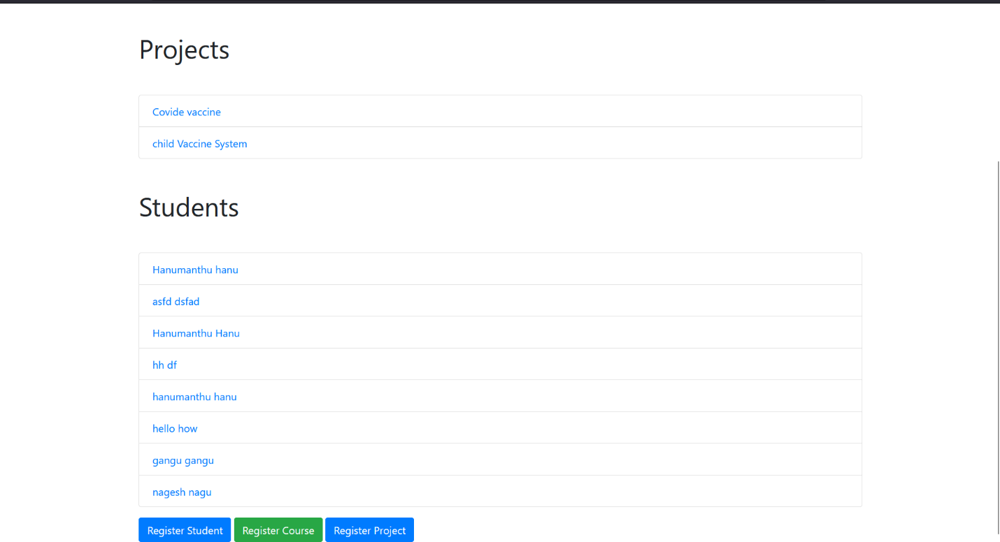 Projects
Covide vaccine
child Vaccine System
Students
Hanumanthu hanu
asfd dsfad
Hanumanthu Hanu
hh df
hanumanthu hanu
hello how
gangu gangu
nagesh nagu
Register Student Register Course Register Project